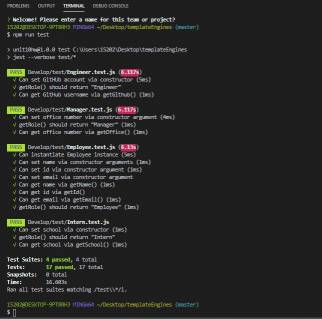 PROBLEMS OUTPUT TERMINAL DEBUG CONSOLE
? Welcome! Please enter a name for this team or project?
15202@DESKTOP-9PT8RH3 MINGW64 ~/Desktop/templateEngines (master)
$ npm run test
> unit10hw@1.0.0 test C:\Users\15202\Desktop\templateEngines
> jest --verbose test/*
PASS Develop/test/Engineer.test.js (6.117s)
√ Can set GitHub account via constructor (5ms)
√ getRole() should return "Engineer"
√ Can get GitHub username via getGithub() (1ms)
PASS Develop/test/Manager.test.js (6.117s)
√ Can set office number via constructor argument (4ms)
√ getRole() should return "Manager" (1ms)
√ Can get office number via getOffice() (1ms)
PASS Develop/test/Employee.test.js (6.13s)
√ Can instantiate Employee instance (5ms)
√ Can set name via constructor arguments (1ms)
√ Can set id via constructor argument (1ms)
√ Can set email via constructor argument
√ Can get name via getName() (1ms)
√ Can get id via getId()
√ Can get email via getEmail() (1ms)
√ getRole() should return "Employee" (1ms)
PASS Develop/test/Intern.test.js
√ Can set school via constructor (1ms)
√ getRole() should return "Intern"
√ Can get school via getSchool() (1ms)
Test Suites: 4 passed, 4 total
Tests: 17 passed, 17 total
Snapshots: 0 total
Time: 16.603s
Ran all test suites matching /test\\*/i.
15202@DESKTOP-9PT8RH3 MINGW64 ~/Desktop/templateEngines (master)
$